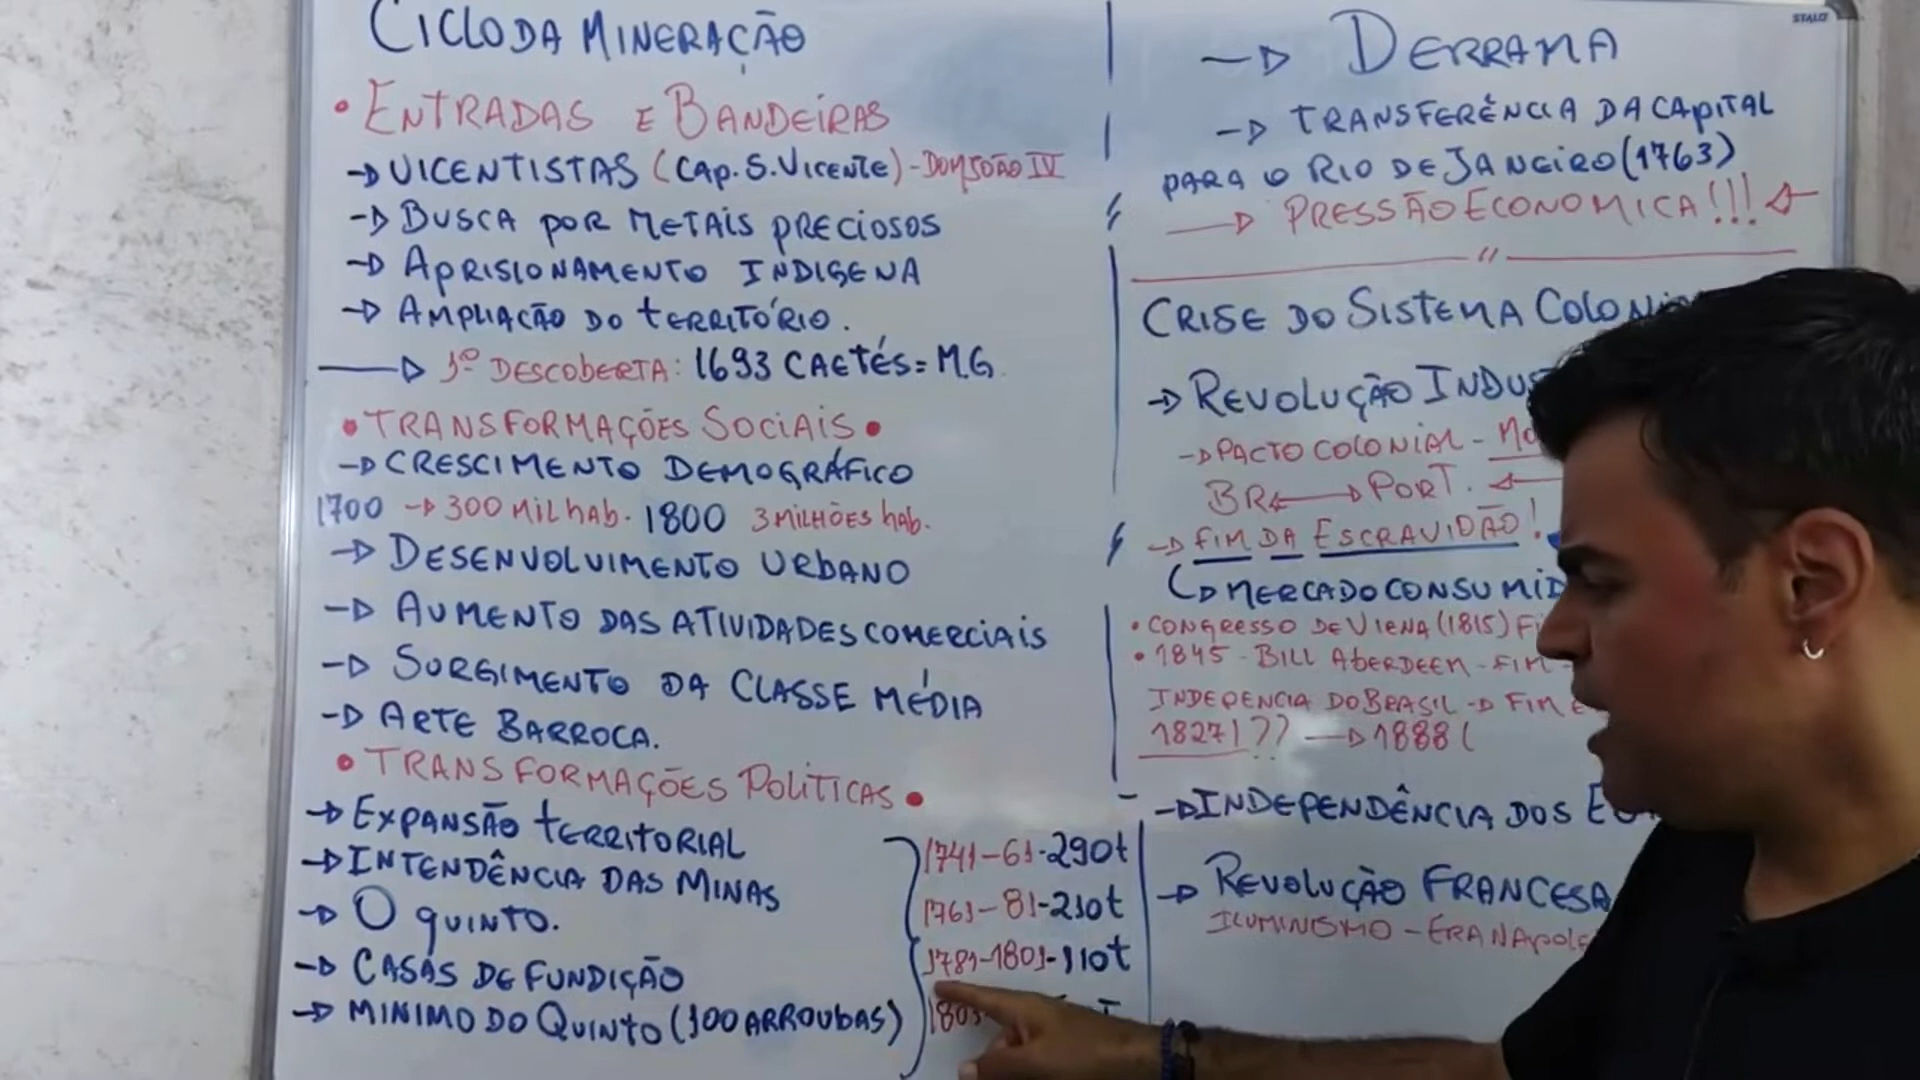 CICLO DA MINERAÇÃO
• ENTRADAS E BANDEIRAS
→ VICENTISTAS (CAP. S. VICENTE) - DOM JOÃO IV
→ BUSCA POR METAIS PRECIOSOS
→ APRISIONAMENTO INDIGENA
→ AMPLIAÇÃO DO TERRITÓRIO.
→ 1º DESCOBERTA: 1693 CAETÉS = M.G
• TRANSFORMAÇÕES SOCIAIS •
→ CRESCIMENTO DEMOGRÁFICO
1700 → 300 MIL hab. 1800 3 MILHÕES hab.
→ DESENVOLVIMENTO URBANO
→ AUMENTO DAS ATIVIDADES COMERCIAIS
→ SURGIMENTO DA CLASSE MÉDIA
→ ARTE BARROCA.
• TRANSFORMAÇÕES POLÍTICAS •
→ EXPANSÃO TERRITORIAL
→ INTENDÊNCIA DAS MINAS
→ O QUINTO.
→ CASAS DE FUNDIÇÃO
→ MINIMO DO QUINTO (100 ARROUBAS)
1741-61-290t
1761-81-210t
1781-1801-110t
→ DERRAMA
→ TRANSFERÊNCIA DA CAPITAL
PARA O RIO DE JANEIRO (1763)
→ PRESSÃO ECONOMICA!!!
CRISE DO SISTEMA
→ REVOLUÇÃO
→ PACTO COLONIAL -
BR ↔ PORT. ←
→ FIM DA ESCRAVIDÃO!
↳ MERCADO
• CONGRESSO DE VIENA (1815)
• 1845 - BILL ABERDEEN - FIM
INDEPENCIA DO BRASIL → FIM
1827!?? → 1888 (
→ INDEPENDÊNCIA DOS
→ REVOLUÇÃO FRANCESA
ILUMINISMO - ERA
STALO